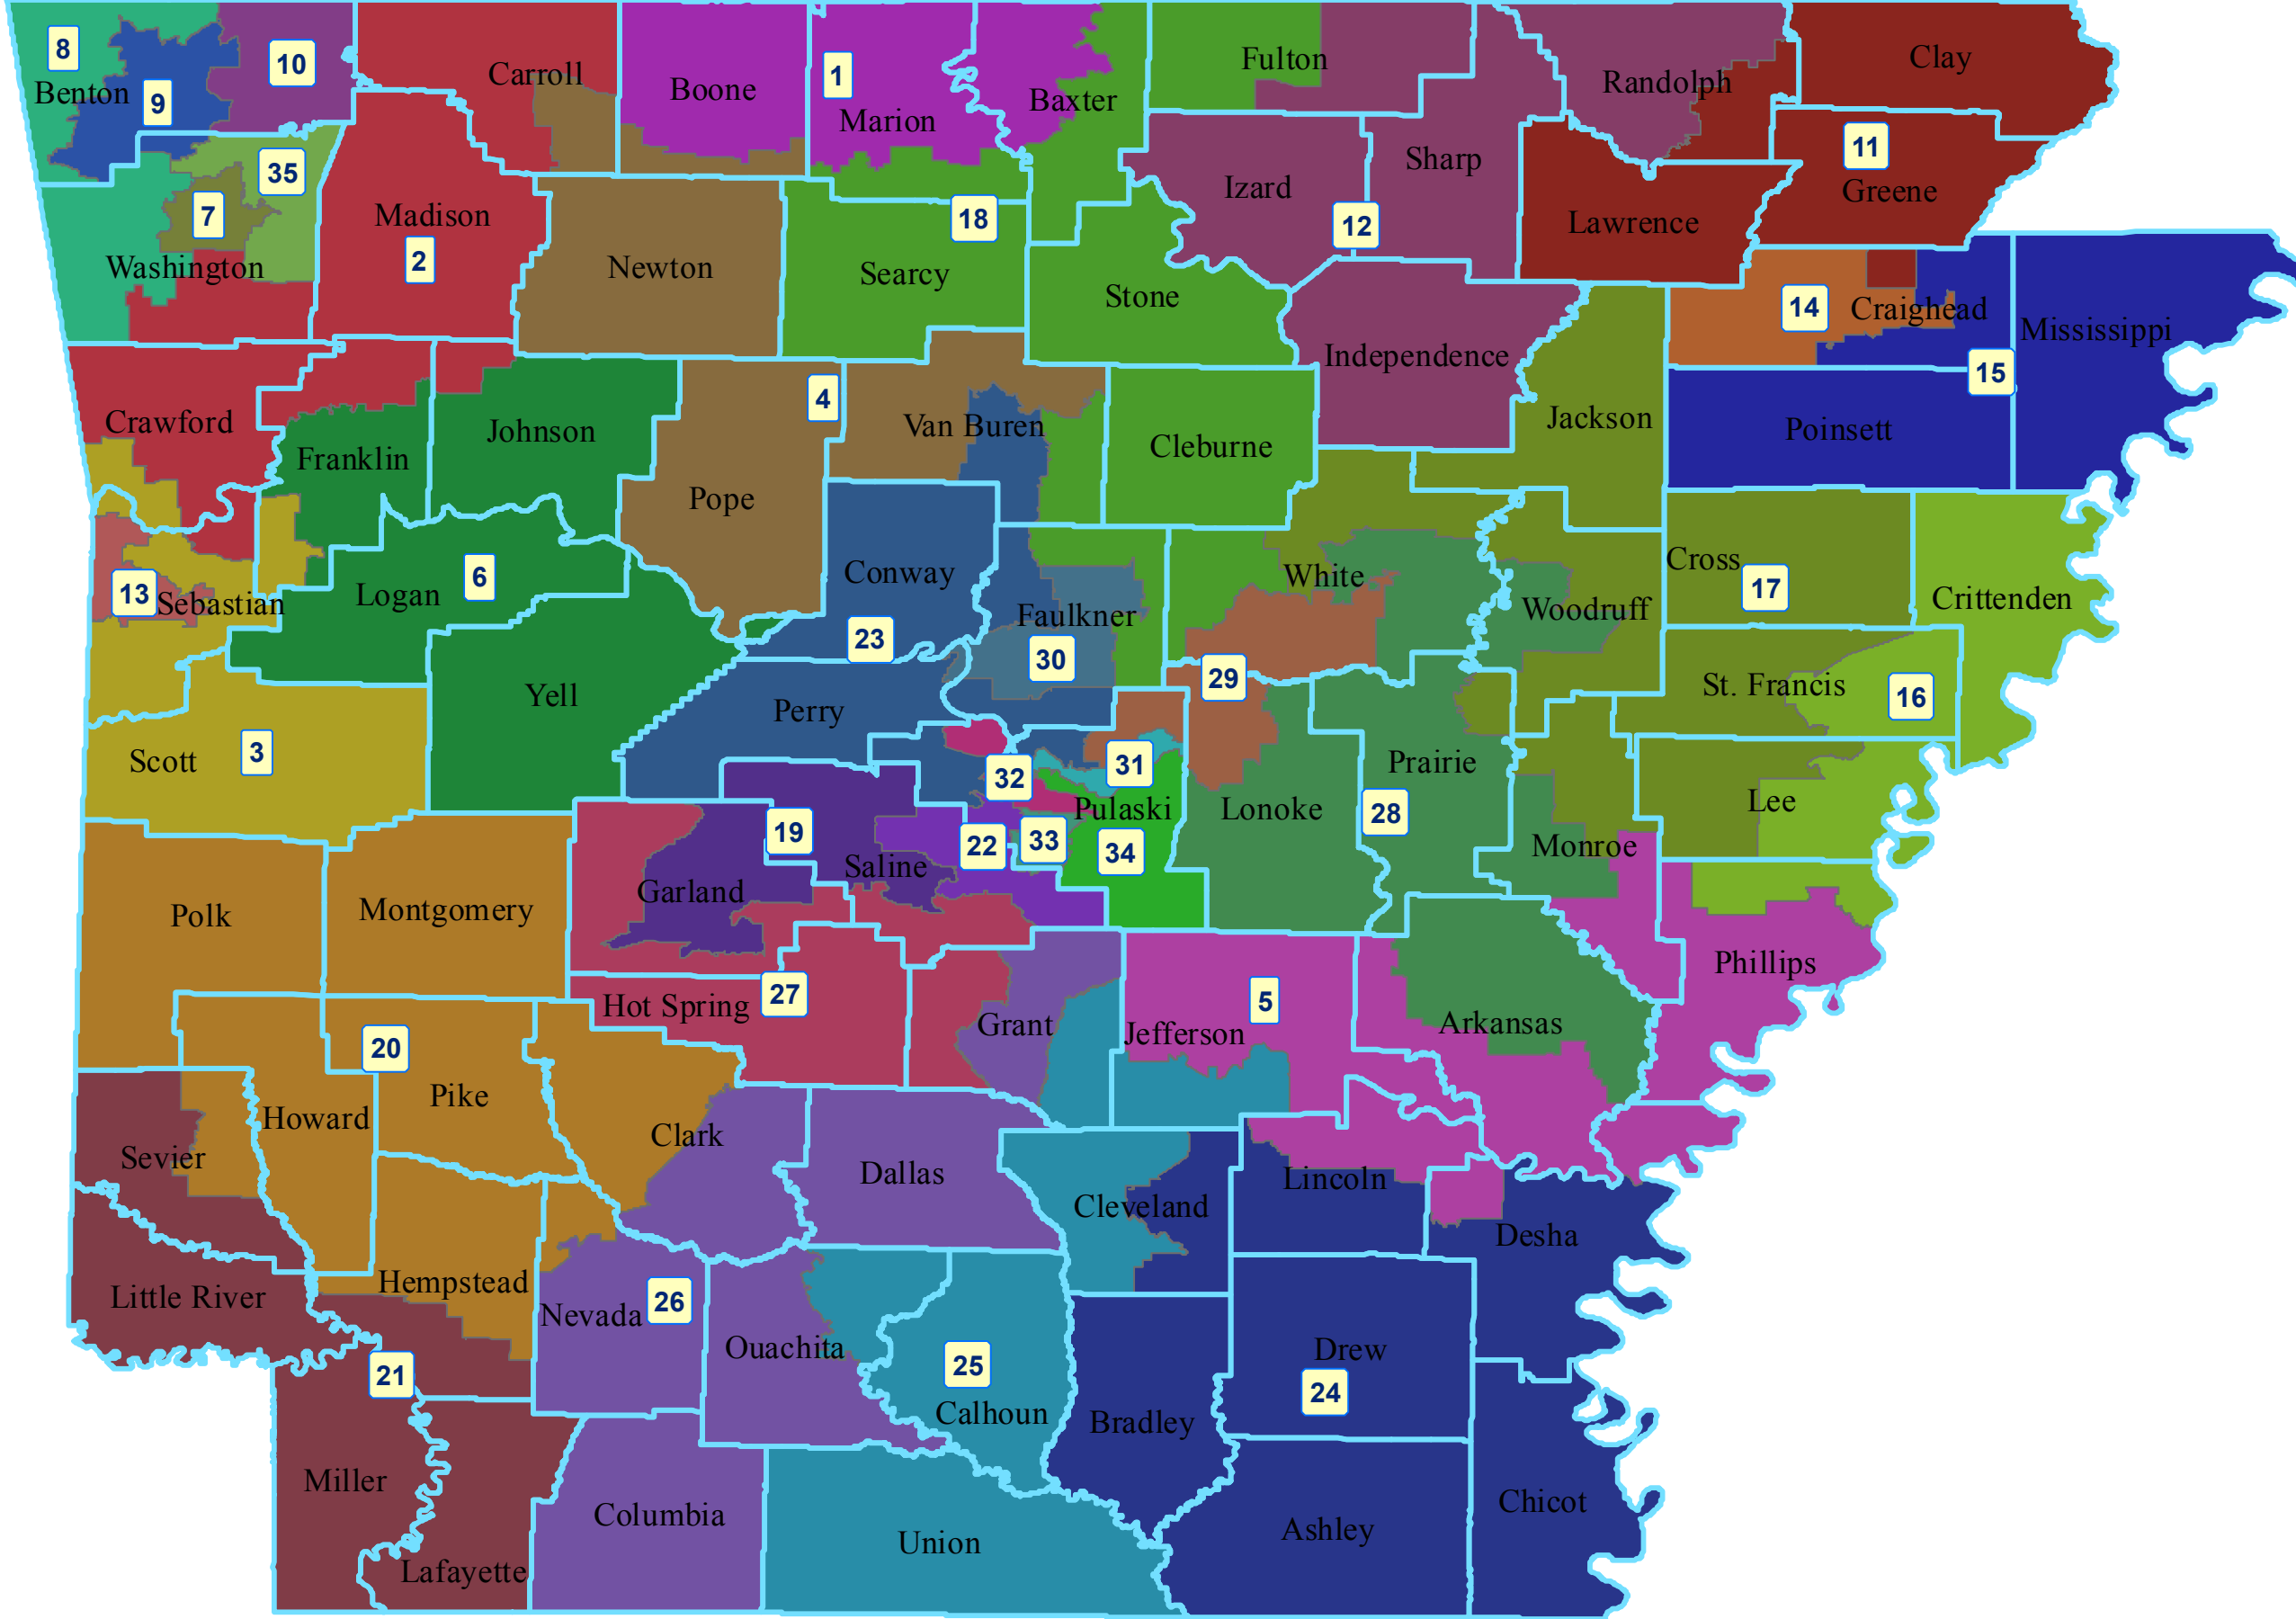 8
10
Clay
Carroll
Fulton
1
Boone
Randolph
Benton
9
Baxter
Marion
11
Sharp
35
Izard
Greene
7
Madison
18
12
Lawrence
2
Washington
Newton
Searcy
Stone
14
Craighead
Mississippi
Independence
15
4
Jackson
Crawford
Van Buren
Johnson
Poinsett
Cleburne
Franklin
Pope
Cross
Conway
6
White
17
13
Logan
Sebastian
Crittenden
Woodruff
Faulkner
23
30
29
St. Francis
Yell
16
Perry
3
Scott
Prairie
31
32
Lee
Pulaski
Lonoke
28
19
33
22
34
Monroe
Saline
Garland
Polk
Montgomery
Phillips
27
5
Hot Spring
Grant
Arkansas
Jefferson
20
Pike
Howard
Clark
Sevier
Dallas
Lincoln
Cleveland
Desha
Hempstead
Little River
26
Nevada
Ouachita
Drew
25
21
24
Calhoun
Bradley
Miller
Chicot
Columbia
Ashley
Union
Lafayette